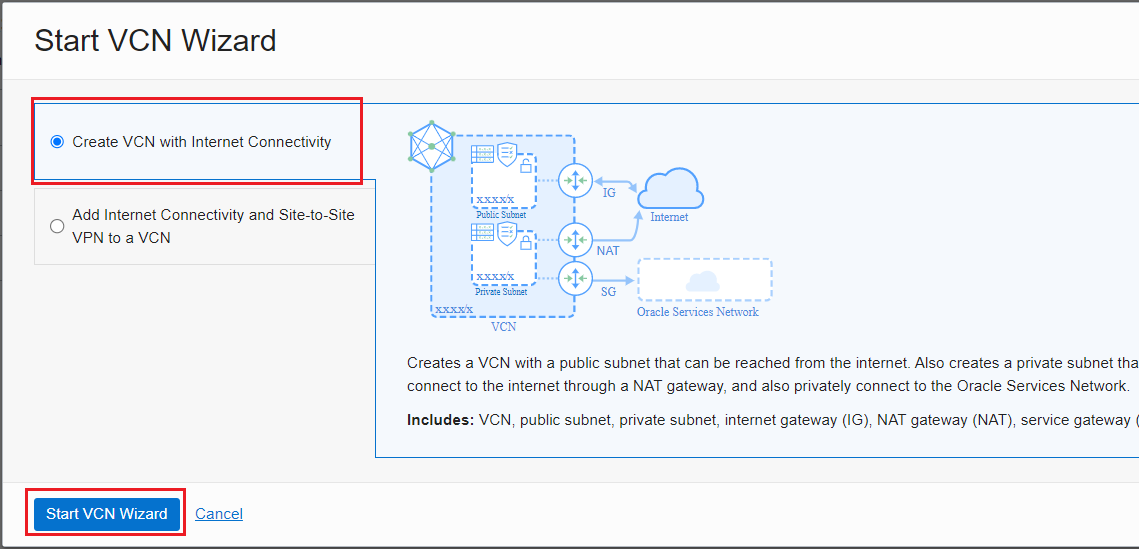 Start VCN Wizard
Create VCN with Internet Connectivity
Add Internet Connectivity and Site-to-Site
VPN to a VCN
x.x.x.x/x
Public Subnet
x.x.x.x/x
Private Subnet
x.x.x.x/x
VCN
IG
NAT
SG
Internet
Oracle Services Network
Creates a VCN with a public subnet that can be reached from the internet. Also creates a private subnet tha
connect to the internet through a NAT gateway, and also privately connect to the Oracle Services Network.
Includes: VCN, public subnet, private subnet, internet gateway (IG), NAT gateway (NAT), service gateway (
Start VCN Wizard
Cancel